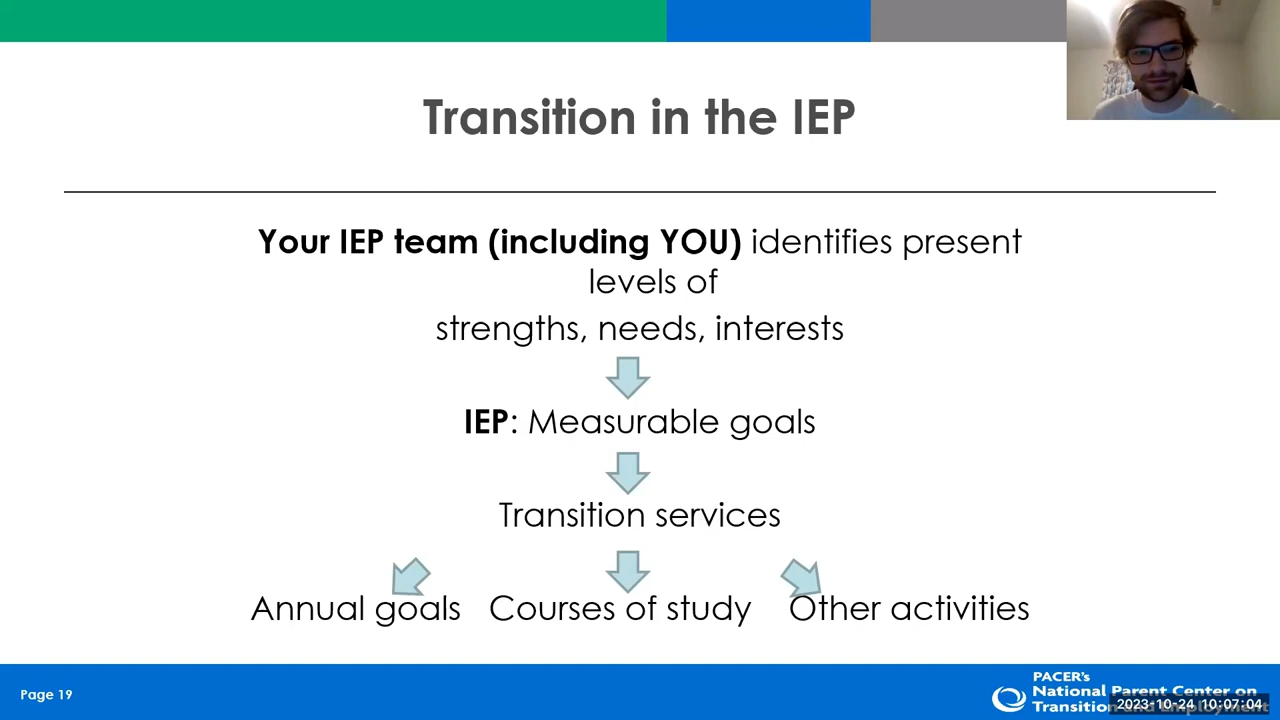 Transition in the IEP
Your IEP team (including YOU) identifies present
levels of
strengths, needs, interests
IEP: Measurable goals
Transition services
Annual goals Courses of study Other activities
Page 19
PACER's
National Parent Center on
Transition and Employment
2023-10-24 10:07:04